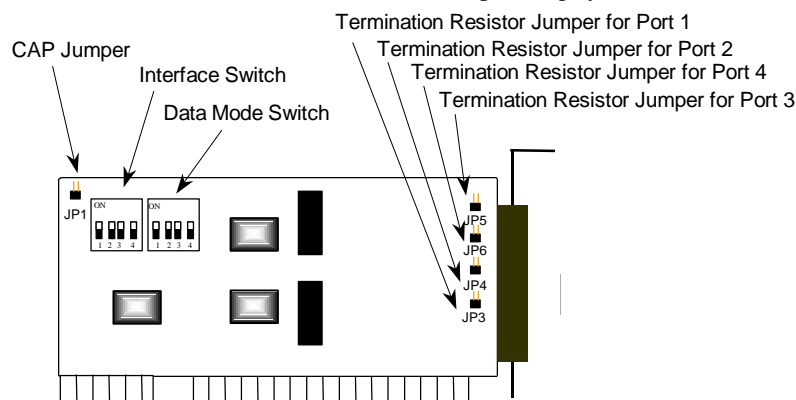 Termination Resistor Jumper for Port 1
CAP Jumper
Termination Resistor Jumper for Port 2
Interface Switch
Termination Resistor Jumper for Port 4
Data Mode Switch
Termination Resistor Jumper for Port 3
JP1
ON
1 2 3 4
ON
1 2 3 4
JP5
JP6
JP4
JP3